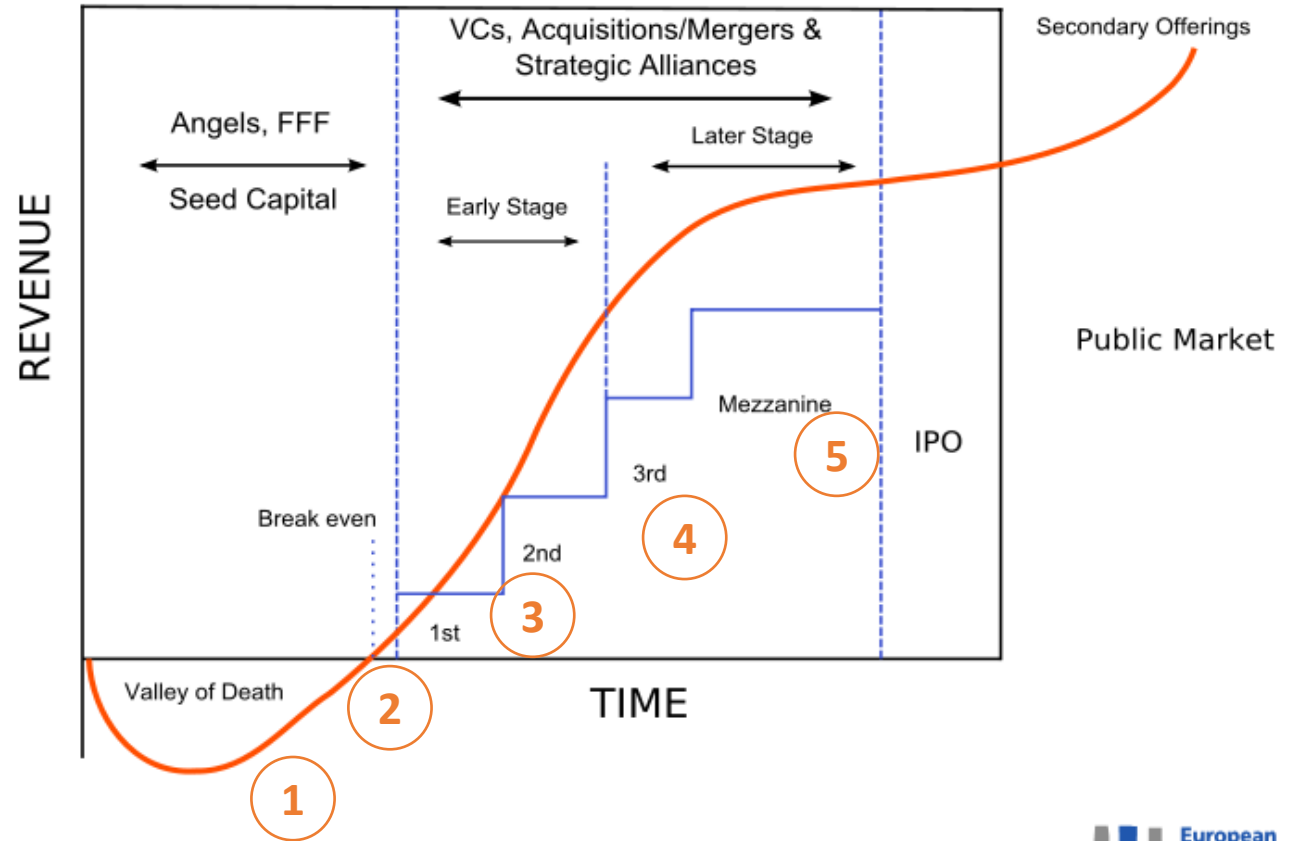 VCs, Acquisitions/Mergers &
Strategic Alliances
Secondary Offerings
Angels, FFF
Seed Capital
Later Stage
Early Stage
REVENUE
Public Market
Mezzanine
IPO
5
3rd
4
Break even
2nd
3
1st
Valley of Death
2
TIME
1
European